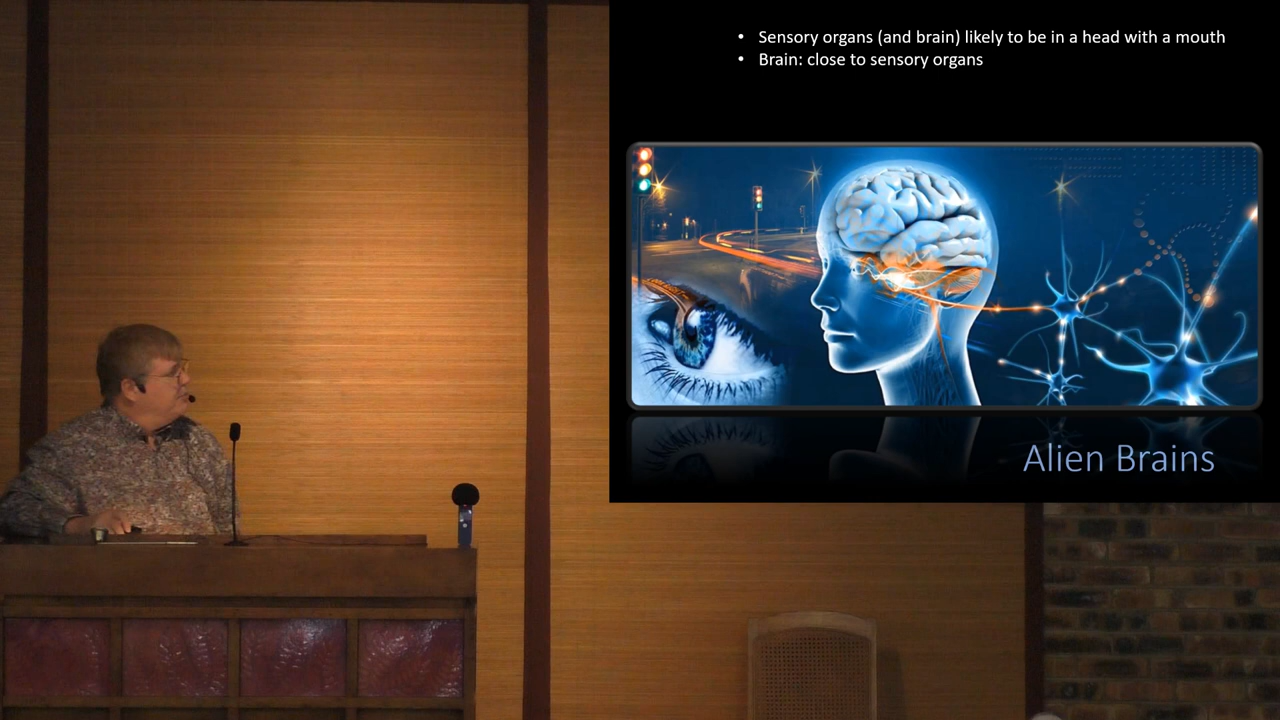 • Sensory organs (and brain) likely to be in a head with a mouth
• Brain: close to sensory organs
Alien Brains